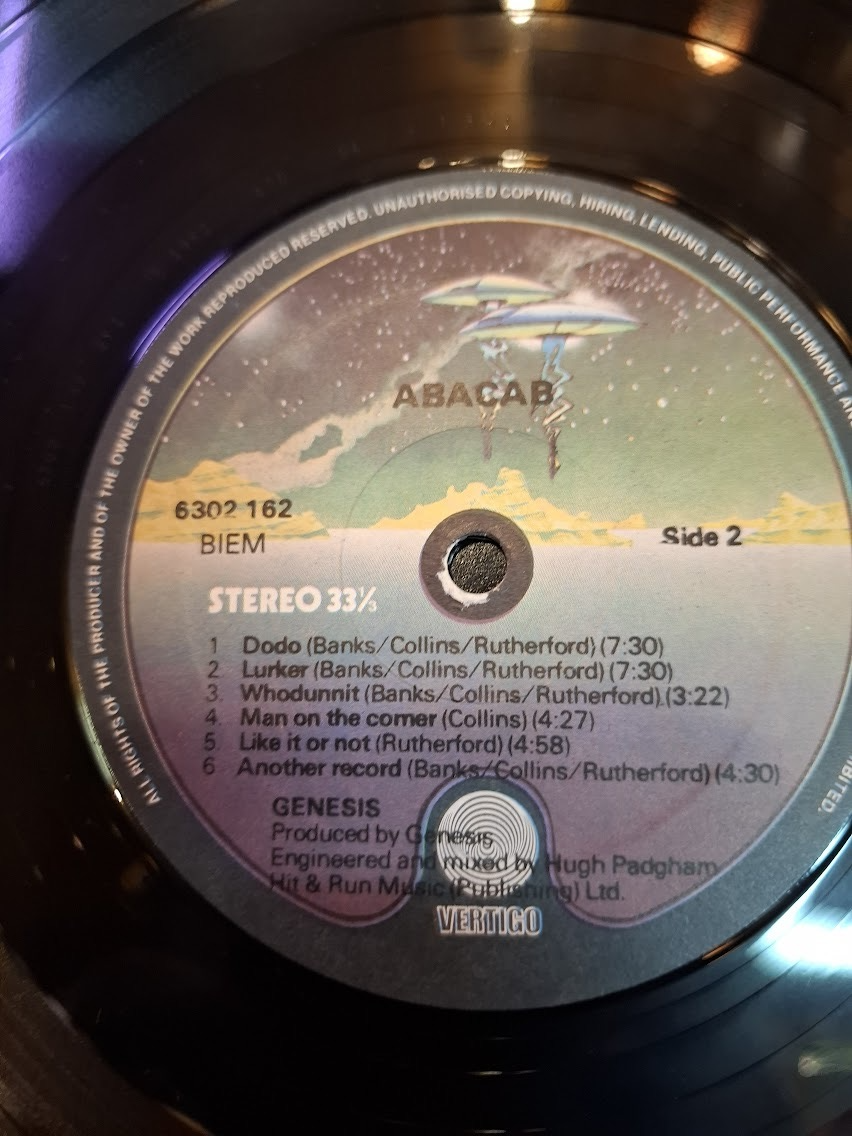 ALL RIGHTS OF THE PRODUCER AND OF THE OWNER OF THE WORK REPRODUCED RESERVED. UNAUTHORISED COPYING, HIRING, LENDING, PUBLIC PERFORMANCE AN
IBITED.
ABACAB
6302 162
BIEM
Side 2
STEREO 33⅓
1 Dodo (Banks/Collins/Rutherford) (7:30)
2. Lurker (Banks/Collins/Rutherford) (7:30)
3. Whodunnit (Banks/Collins/Rutherford).(3:22)
4. Man on the corner (Collins) (4:27)
5. Like it or not (Rutherford) (4:58)
6 Another record (Banks/Collins/Rutherford) (4:30)
GENESIS
Produced by Genesis
Engineered and mixed by Hugh Padgham
Hit & Run Music (Publishing) Ltd.
VERTIGO